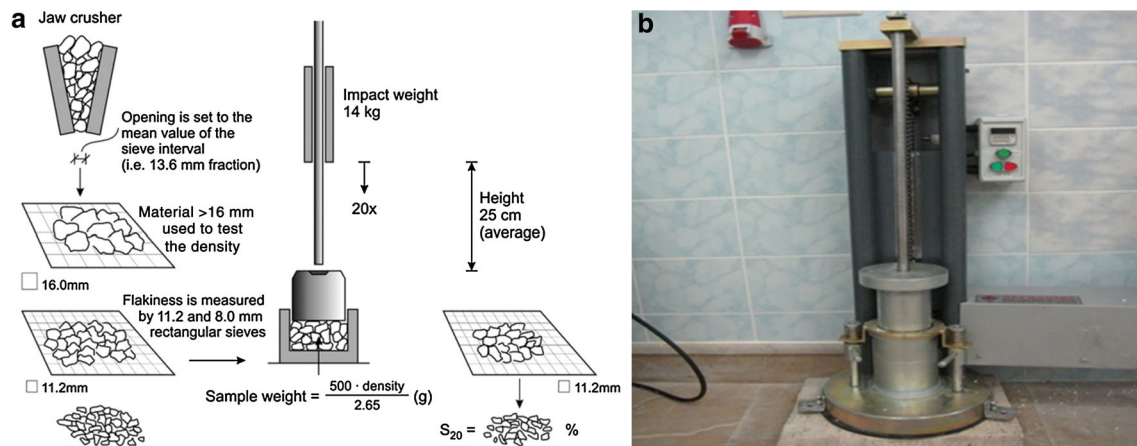 a
Jaw crusher
Opening is set to the
mean value of the
sieve interval
(i.e. 13.6 mm fraction)
Material >16 mm
used to test
the density
16.0mm
Flakiness is measured
by 11.2 and 8.0 mm
rectangular sieves
11.2mm
Impact weight
14 kg
20x
Height
25 cm
(average)
Sample weight = 500 · density / 2.65 (g)
11.2mm
S20 = %
b